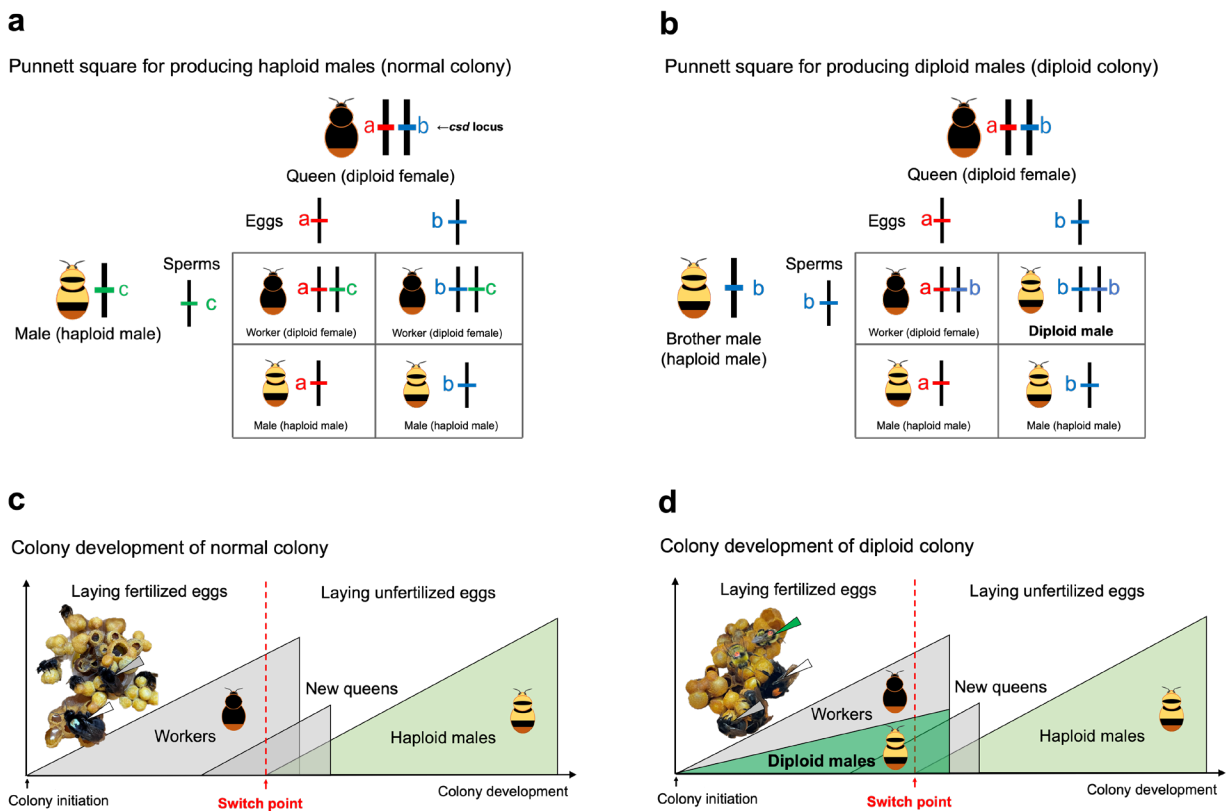 a
Punnett square for producing haploid males (normal colony)
a
b
←csd locus
Queen (diploid female)
Eggs
a
b
Sperms
c
c
Male (haploid male)
a
c
b
c
Worker (diploid female)
Worker (diploid female)
a
b
Male (haploid male)
Male (haploid male)
b
Punnett square for producing diploid males (diploid colony)
a
b
Queen (diploid female)
Eggs
a
b
Sperms
b
b
Brother male
(haploid male)
a
b
b
b
Worker (diploid female)
Diploid male
a
b
Male (haploid male)
Male (haploid male)
c
Colony development of normal colony
Laying fertilized eggs
Laying unfertilized eggs
New queens
Workers
Haploid males
Colony initiation
Switch point
Colony development
d
Colony development of diploid colony
Laying fertilized eggs
Laying unfertilized eggs
New queens
Workers
Diploid males
Haploid males
Colony initiation
Switch point
Colony development